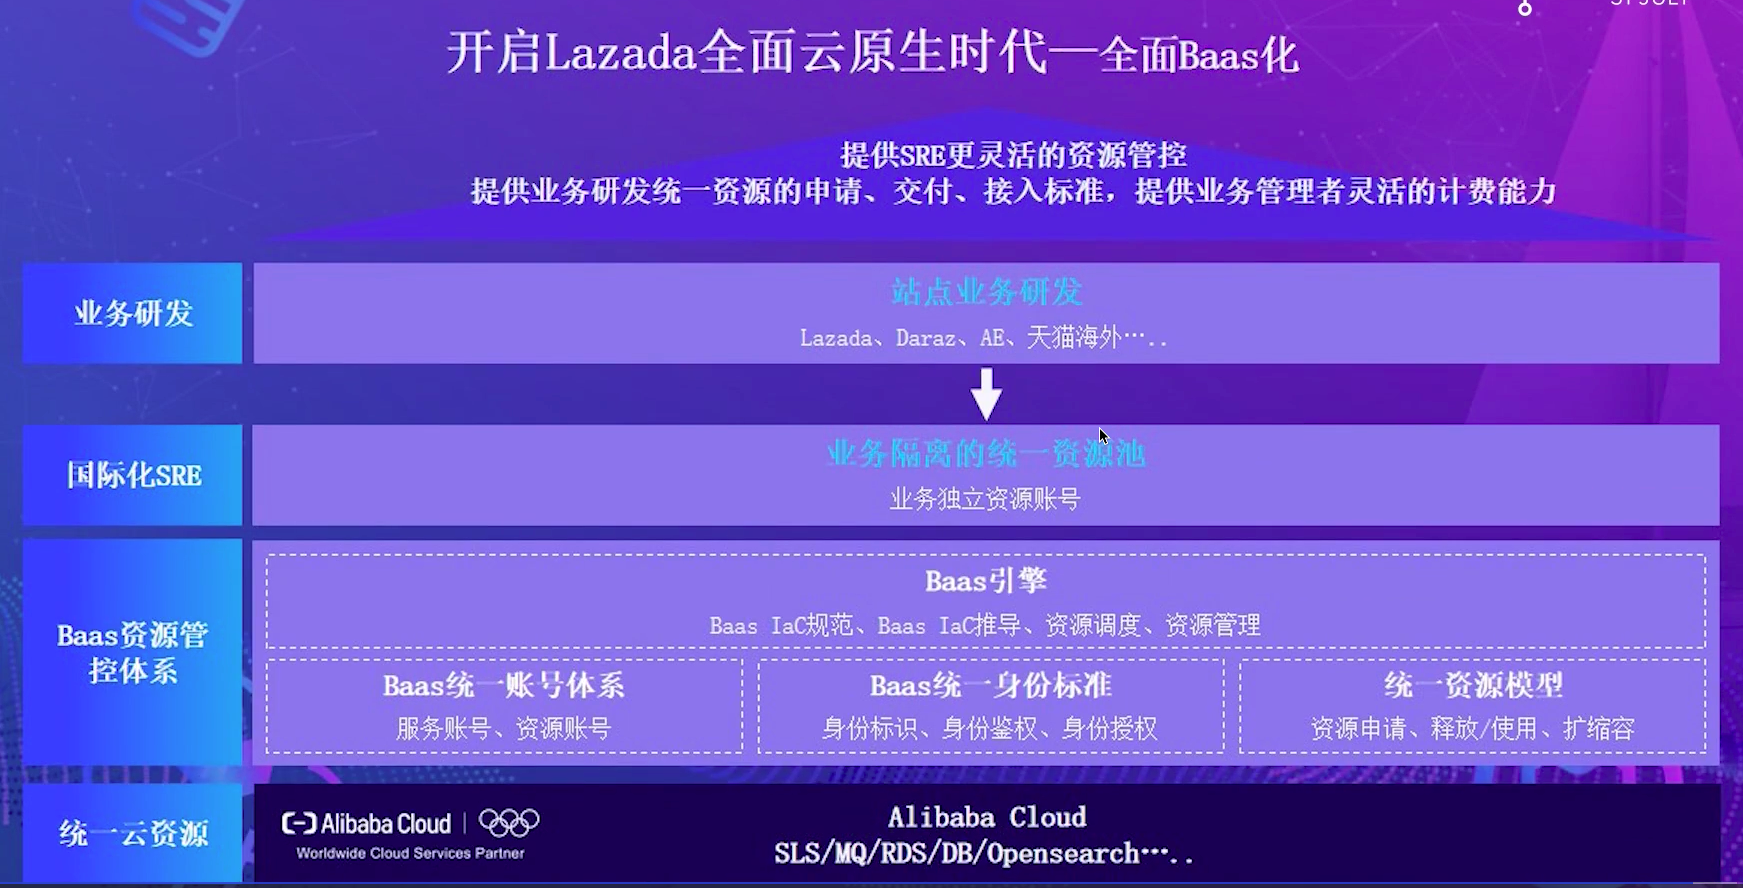 开启Lazada全面云原生时代—全面Baas化
提供SRE更灵活的资源管控
提供业务研发统一资源的申请、交付、接入标准，提供业务管理者灵活的计费能力
业务研发
站点业务研发
Lazada、Daraz、AE、天猫海外…..
国际化SRE
业务隔离的统一资源池
业务独立资源账号
Baas资源管
控体系
Baas引擎
Baas IaC规范、Baas IaC推导、资源调度、资源管理
Baas统一账号体系
服务账号、资源账号
Baas统一身份标准
身份标识、身份鉴权、身份授权
统一资源模型
资源申请、释放/使用、扩缩容
统一云资源
Alibaba Cloud
Worldwide Cloud Services Partner
Alibaba Cloud
SLS/MQ/RDS/DB/Opensearch…..